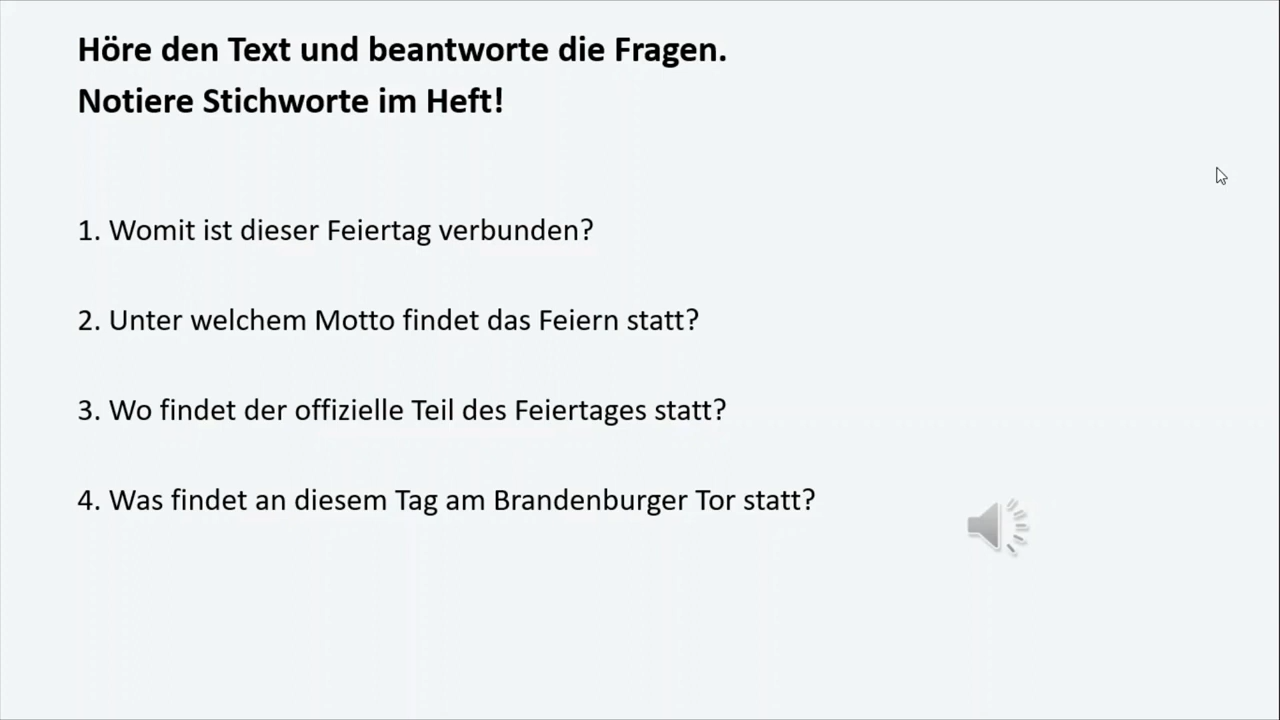 Höre den Text und beantworte die Fragen.
Notiere Stichworte im Heft!
1. Womit ist dieser Feiertag verbunden?
2. Unter welchem Motto findet das Feiern statt?
3. Wo findet der offizielle Teil des Feiertages statt?
4. Was findet an diesem Tag am Brandenburger Tor statt?